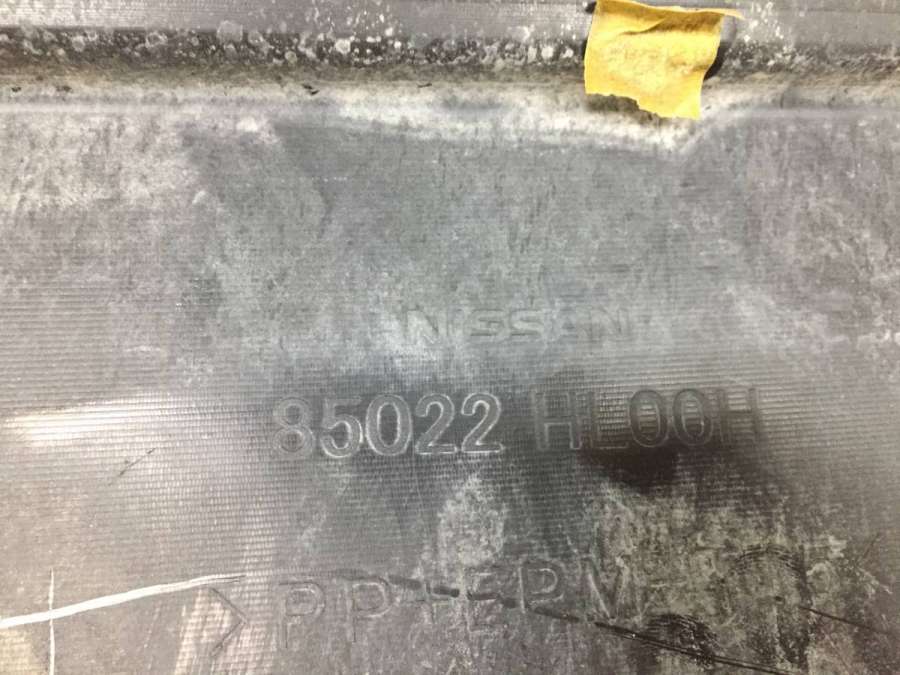 NISSAN
85022 HL00H
>PP+EPM-